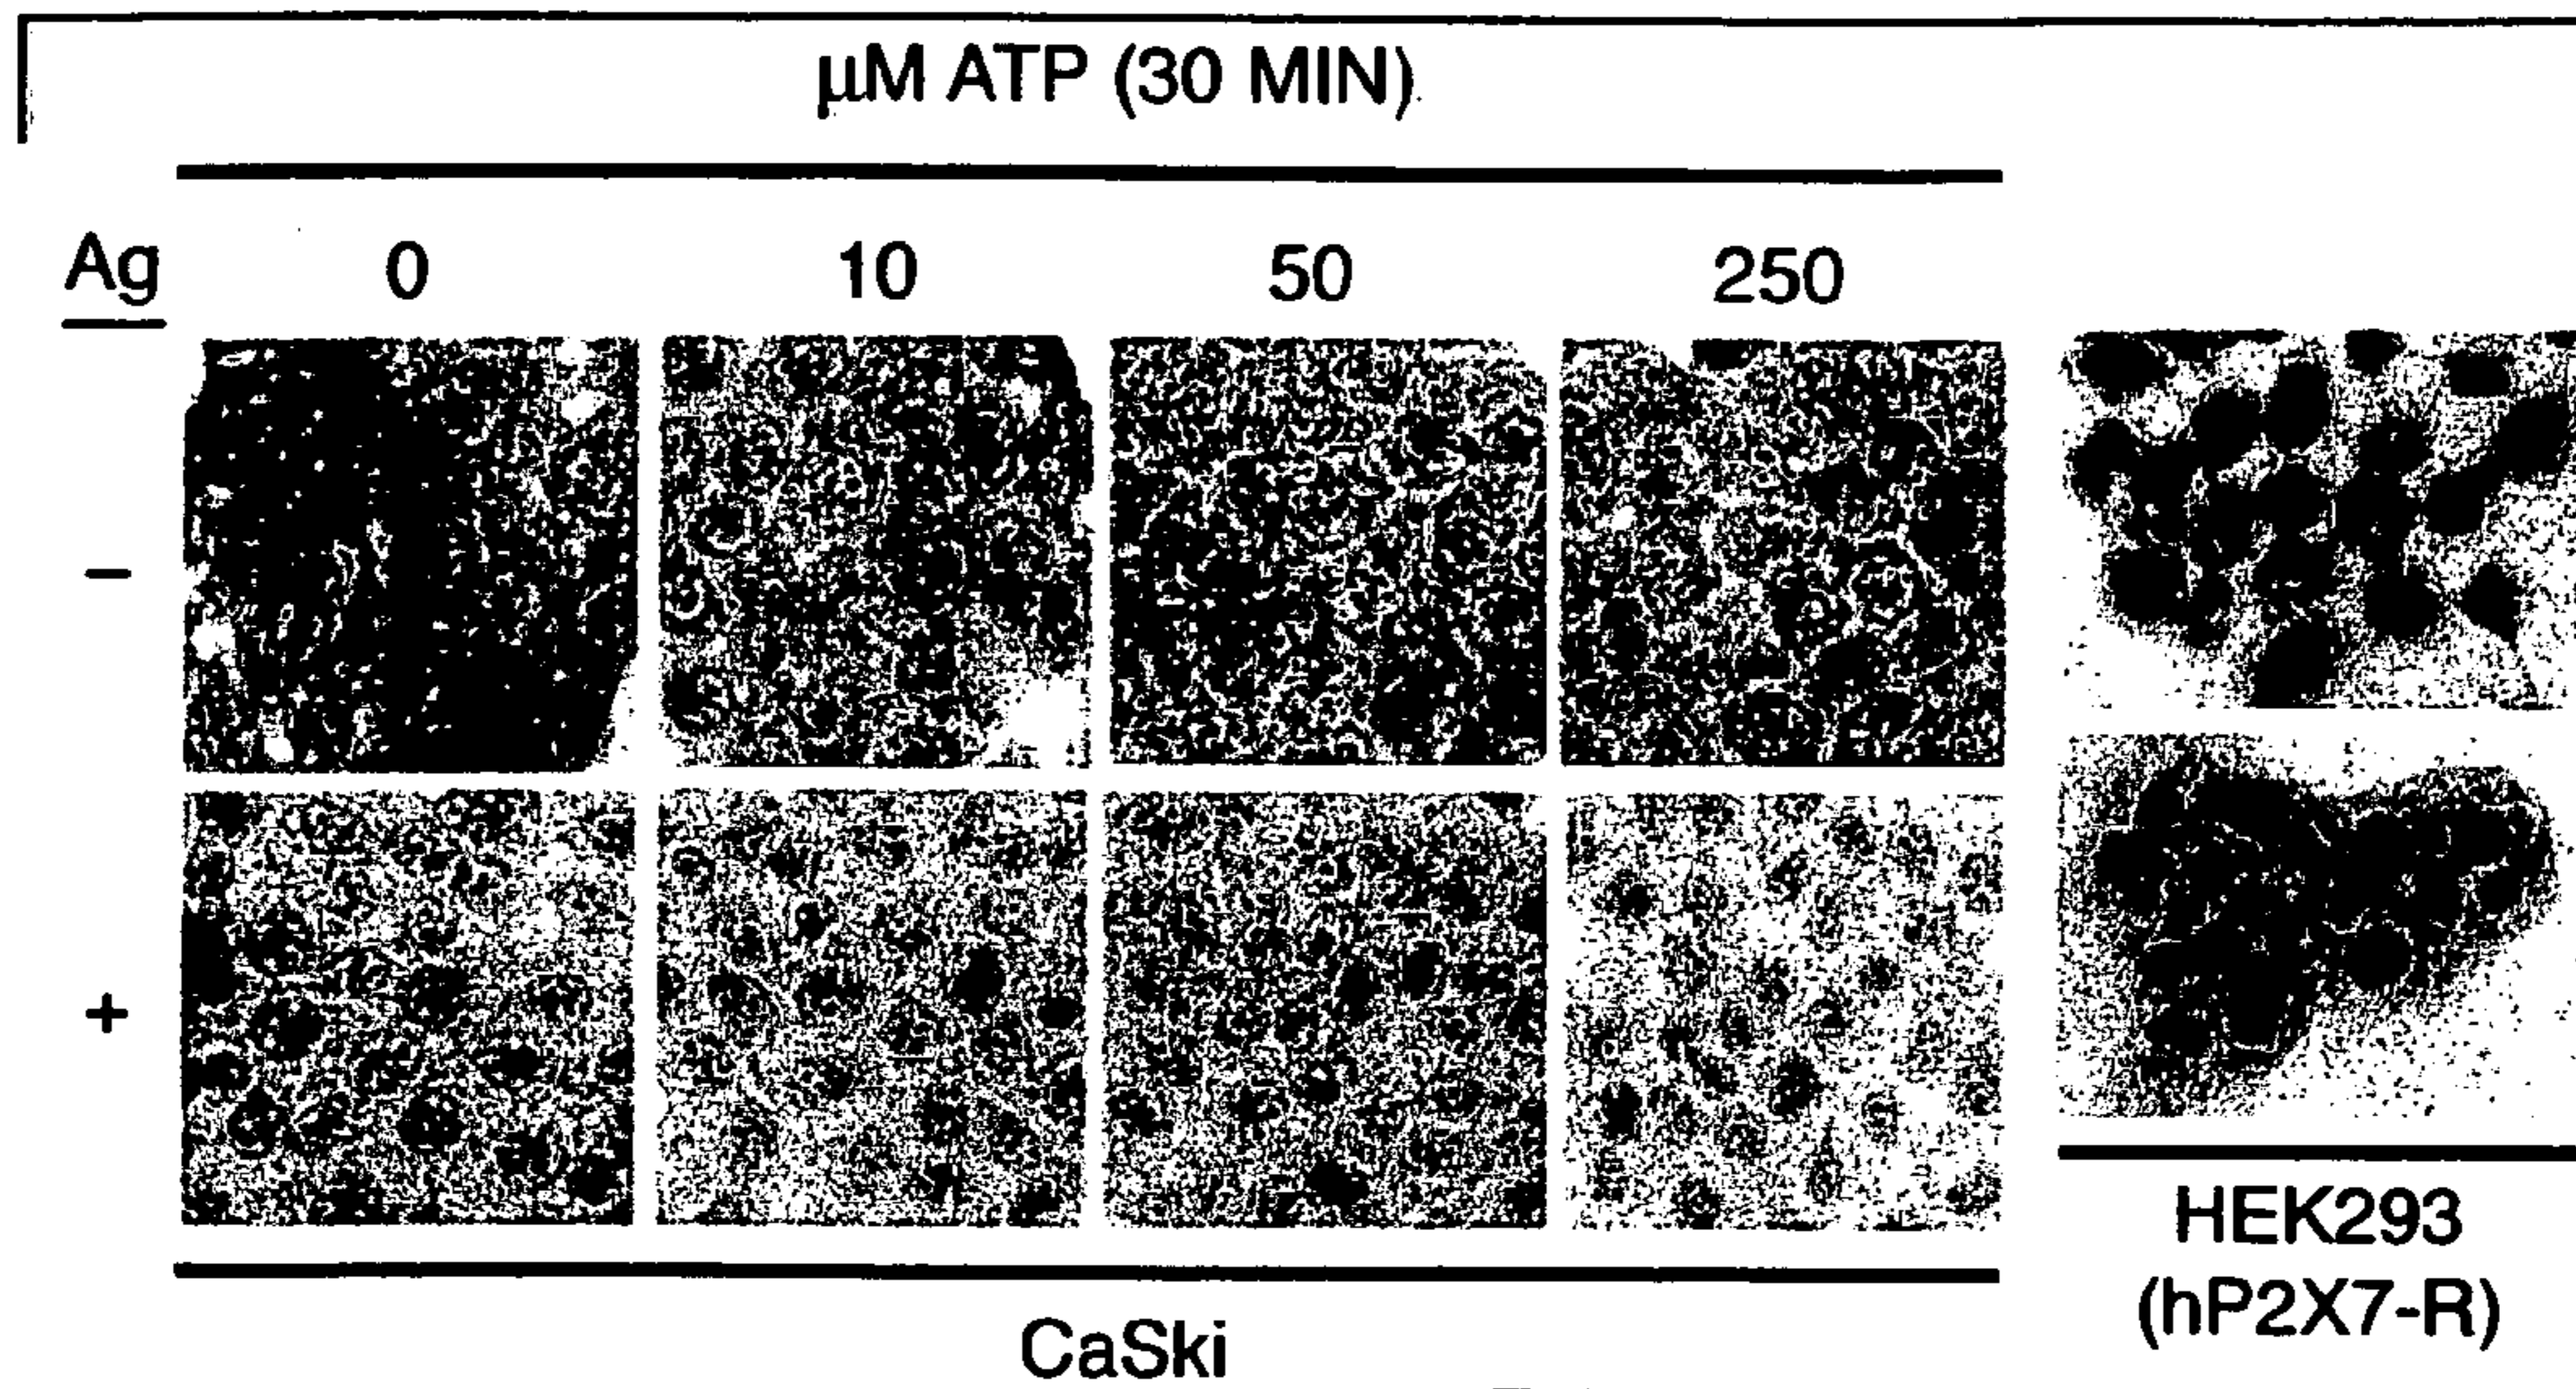 µM ATP (30 MIN)
Ag 0 10 50 250
−
+
CaSki
HEK293
(hP2X7-R)